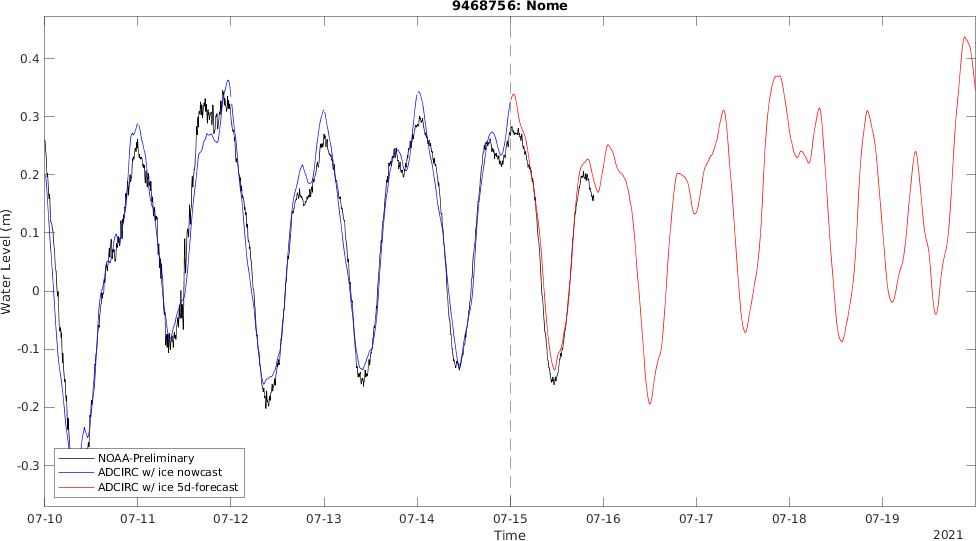 9468756: Nome
Water Level (m)
0.4
0.3
0.2
0.1
0
-0.1
-0.2
-0.3
NOAA-Preliminary
ADCIRC w/ ice nowcast
ADCIRC w/ ice 5d-forecast
07-10 07-11 07-12 07-13 07-14 07-15 07-16 07-17 07-18 07-19
Time
2021